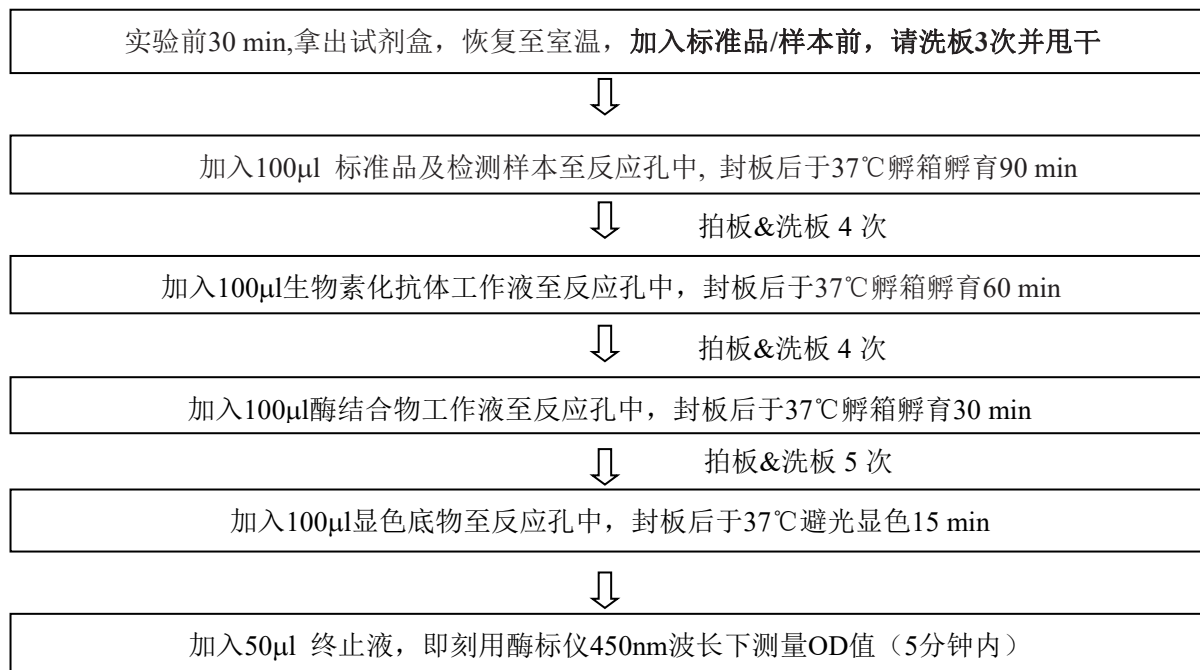 实验前30 min,拿出试剂盒，恢复至室温，加入标准品/样本前，请洗板3次并甩干
加入100μl 标准品及检测样本至反应孔中, 封板后于37℃孵箱孵育90 min
拍板&洗板 4 次
加入100μl生物素化抗体工作液至反应孔中，封板后于37℃孵箱孵育60 min
拍板&洗板 4 次
加入100μl酶结合物工作液至反应孔中，封板后于37℃孵箱孵育30 min
拍板&洗板 5 次
加入100μl显色底物至反应孔中，封板后于37℃避光显色15 min
加入50μl 终止液，即刻用酶标仪450nm波长下测量OD值（5分钟内）